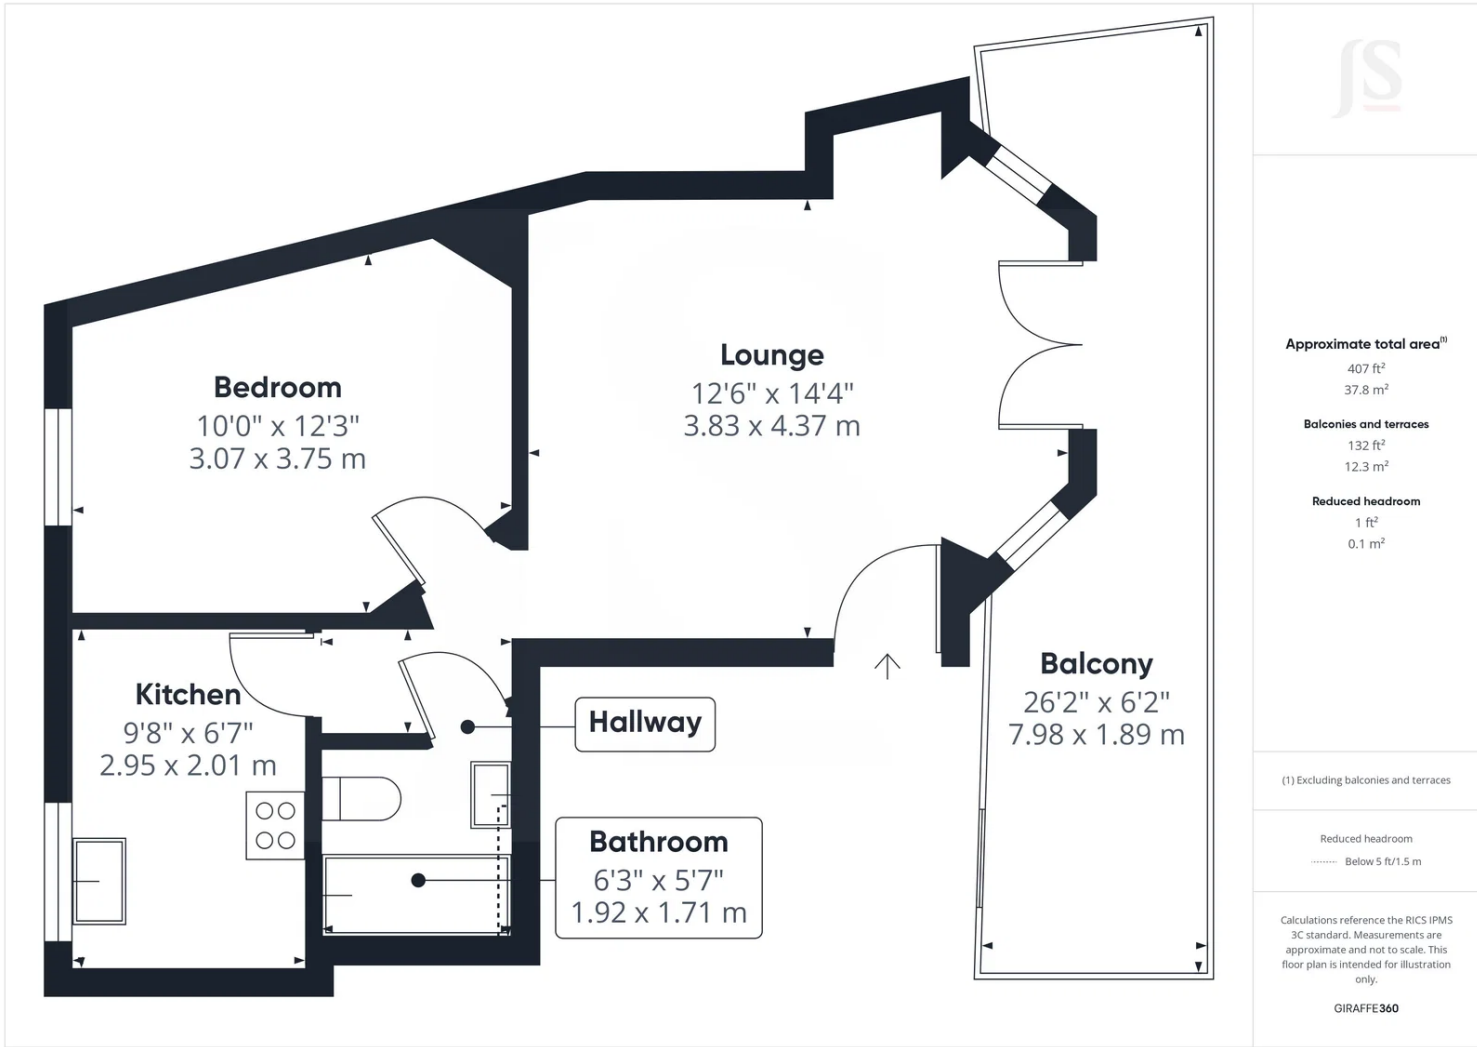 JS
Bedroom
10'0" x 12'3"
3.07 x 3.75 m
Lounge
12'6" x 14'4"
3.83 x 4.37 m
Kitchen
9'8" x 6'7"
2.95 x 2.01 m
Hallway
Bathroom
6'3" x 5'7"
1.92 x 1.71 m
Balcony
26'2" x 6'2"
7.98 x 1.89 m
Approximate total area⁽¹⁾
407 ft²
37.8 m²
Balconies and terraces
132 ft²
12.3 m²
Reduced headroom
1 ft²
0.1 m²
(1) Excluding balconies and terraces
Reduced headroom
Below 5 ft/1.5 m
Calculations reference the RICS IPMS
3C standard. Measurements are
approximate and not to scale. This
floor plan is intended for illustration
only.
GIRAFFE360